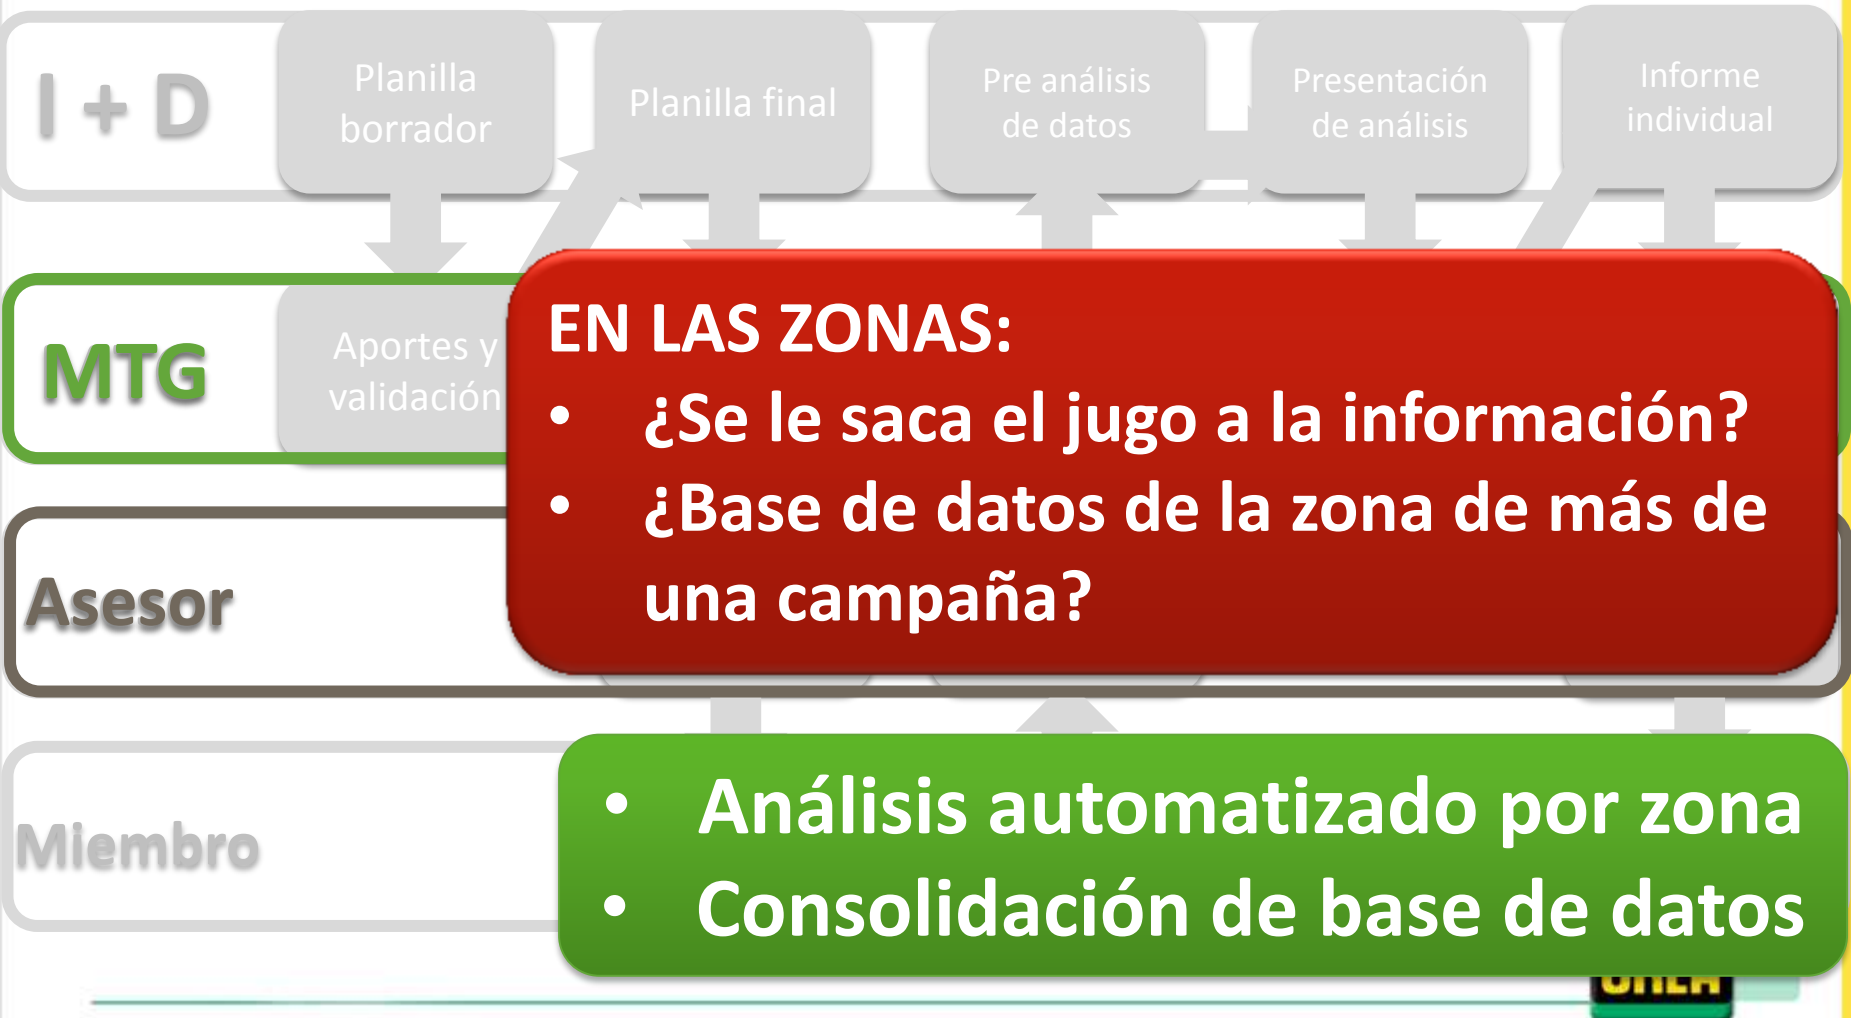 I + D
Planilla
borrador
Planilla final
Pre análisis
de datos
Presentación
de análisis
Informe
individual
MTG
Aportes y
validación
EN LAS ZONAS:
• ¿Se le saca el jugo a la información?
• ¿Base de datos de la zona de más de
una campaña?
Asesor
Miembro
• Análisis automatizado por zona
• Consolidación de base de datos